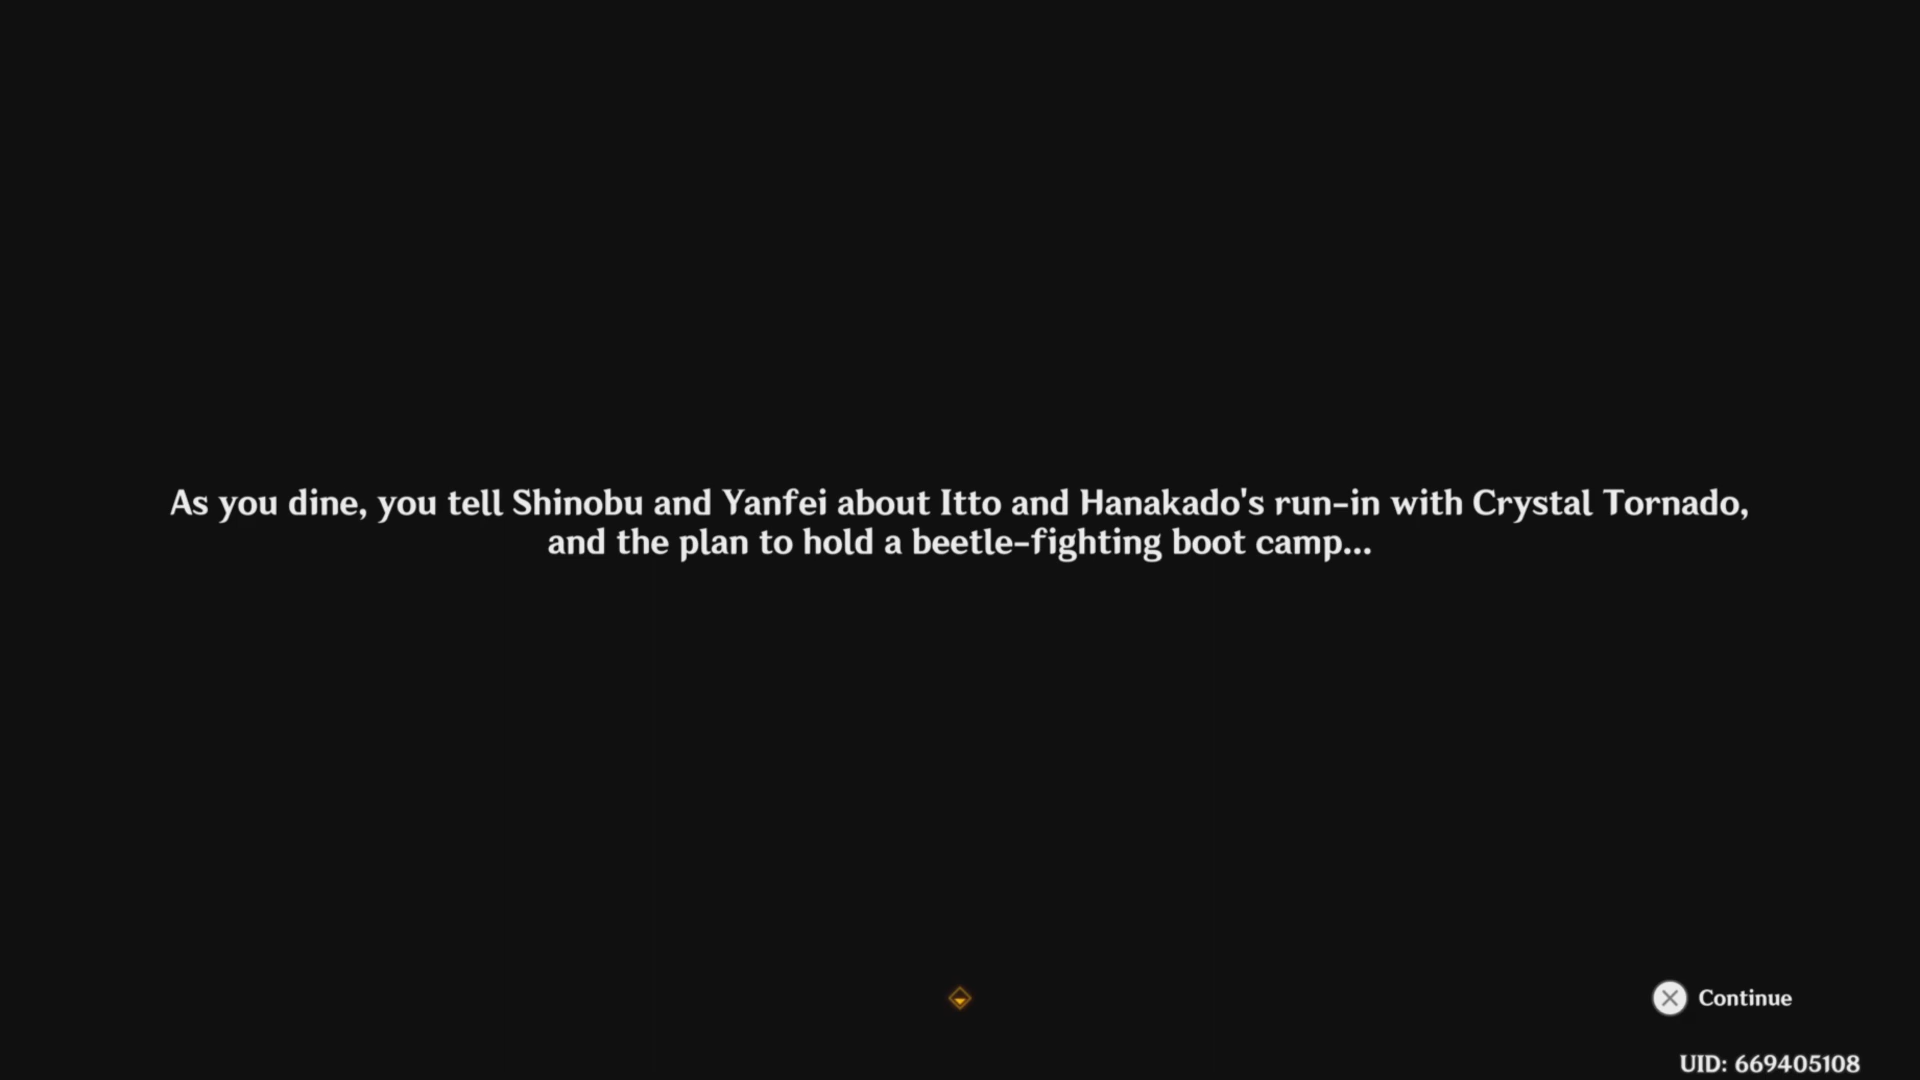 As you dine, you tell Shinobu and Yanfei about Itto and Hanakado's run-in with Crystal Tornado,
and the plan to hold a beetle-fighting boot camp...
Continue
UID: 669405108